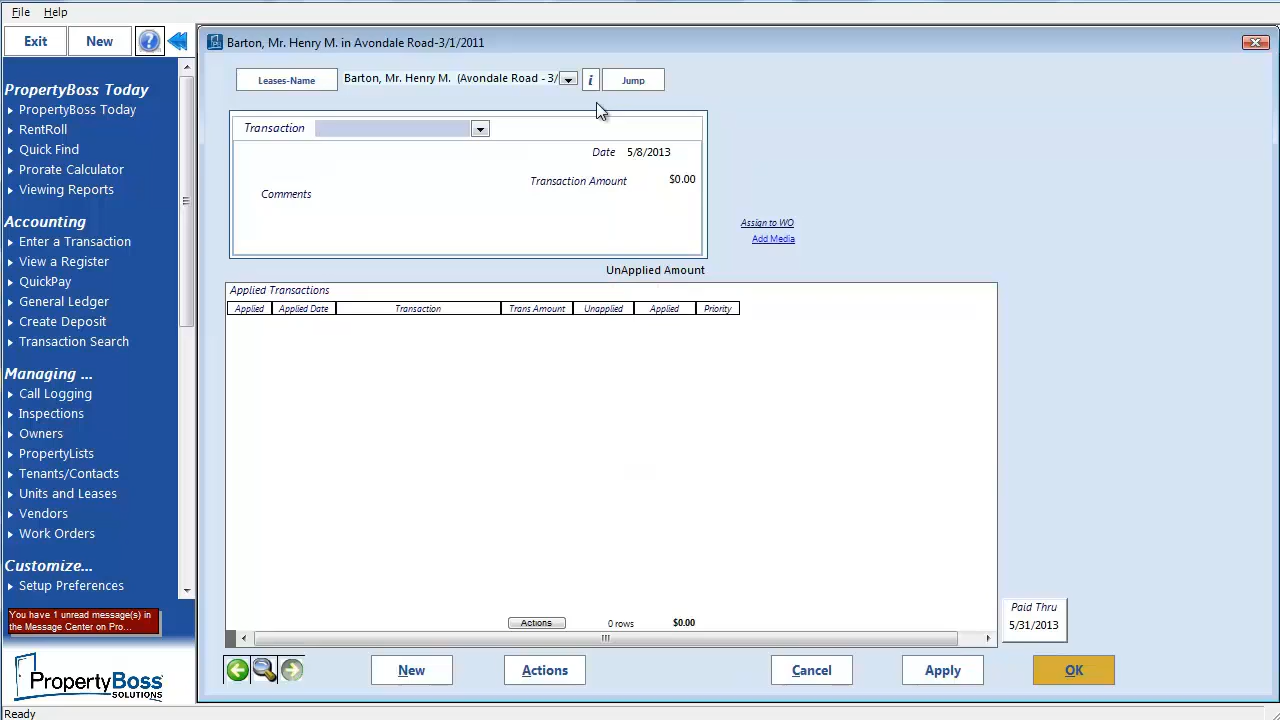 File Help
Exit New ?
Barton, Mr. Henry M. in Avondale Road-3/1/2011
Leases-Name Barton, Mr. Henry M. (Avondale Road - 3/ i Jump
PropertyBoss Today
PropertyBoss Today
RentRoll
Quick Find
Prorate Calculator
Viewing Reports
Accounting
Enter a Transaction
View a Register
QuickPay
General Ledger
Create Deposit
Transaction Search
Managing ...
Call Logging
Inspections
Owners
PropertyLists
Tenants/Contacts
Units and Leases
Vendors
Work Orders
Customize...
Setup Preferences
You have 1 unread message(s) in
the Message Center on Pro...
PropertyBoss
SOLUTIONS
Transaction
Date 5/8/2013
Transaction Amount $0.00
Comments
Assign to WO
Add Media
UnApplied Amount
Applied Transactions
Applied Applied Date Transaction Trans Amount Unapplied Applied Priority
Actions 0 rows $0.00
Paid Thru
5/31/2013
New Actions Cancel Apply OK
Ready